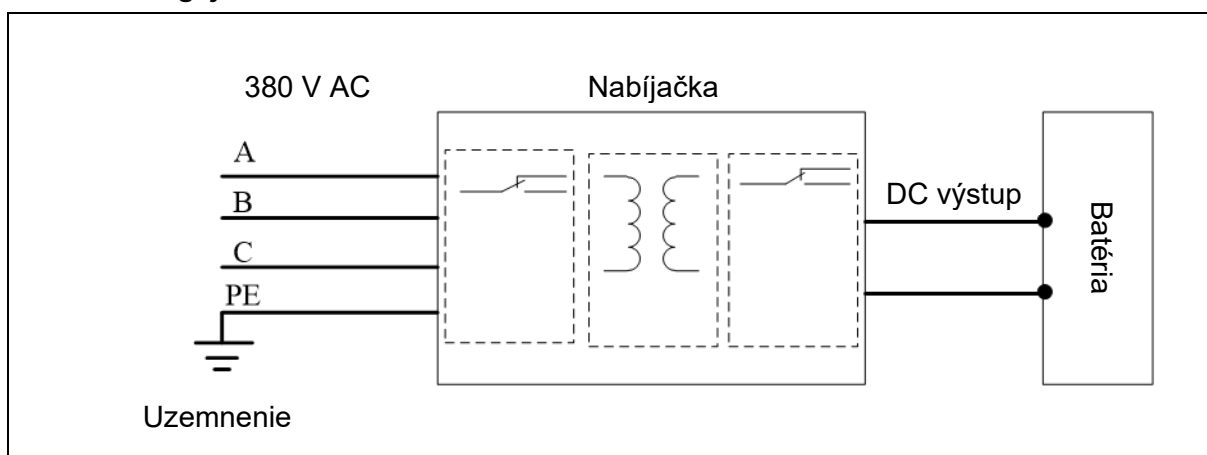 380 V AC
Nabíjačka
A
B
C
PE
DC výstup
Batéria
Uzemnenie